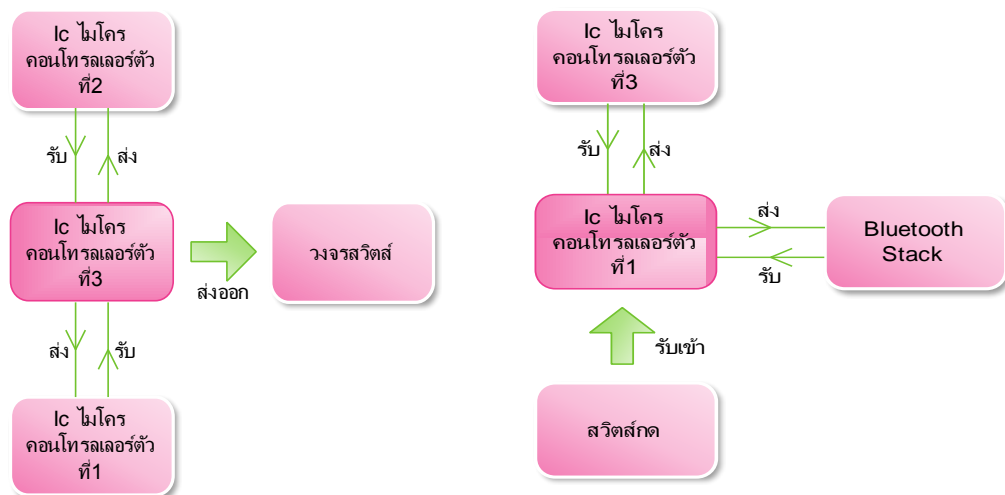 Ic ไมโคร
คอนโทรลเลอร์ตัว
ที่2
รับ
ส่ง
Ic ไมโคร
คอนโทรลเลอร์ตัว
ที่3
ส่งออก
วงจรสวิตส์
ส่ง
รับ
Ic ไมโคร
คอนโทรลเลอร์ตัว
ที่1
Ic ไมโคร
คอนโทรลเลอร์ตัว
ที่3
รับ
ส่ง
Ic ไมโคร
คอนโทรลเลอร์ตัว
ที่1
ส่ง
รับ
Bluetooth
Stack
รับเข้า
สวิตส์กด